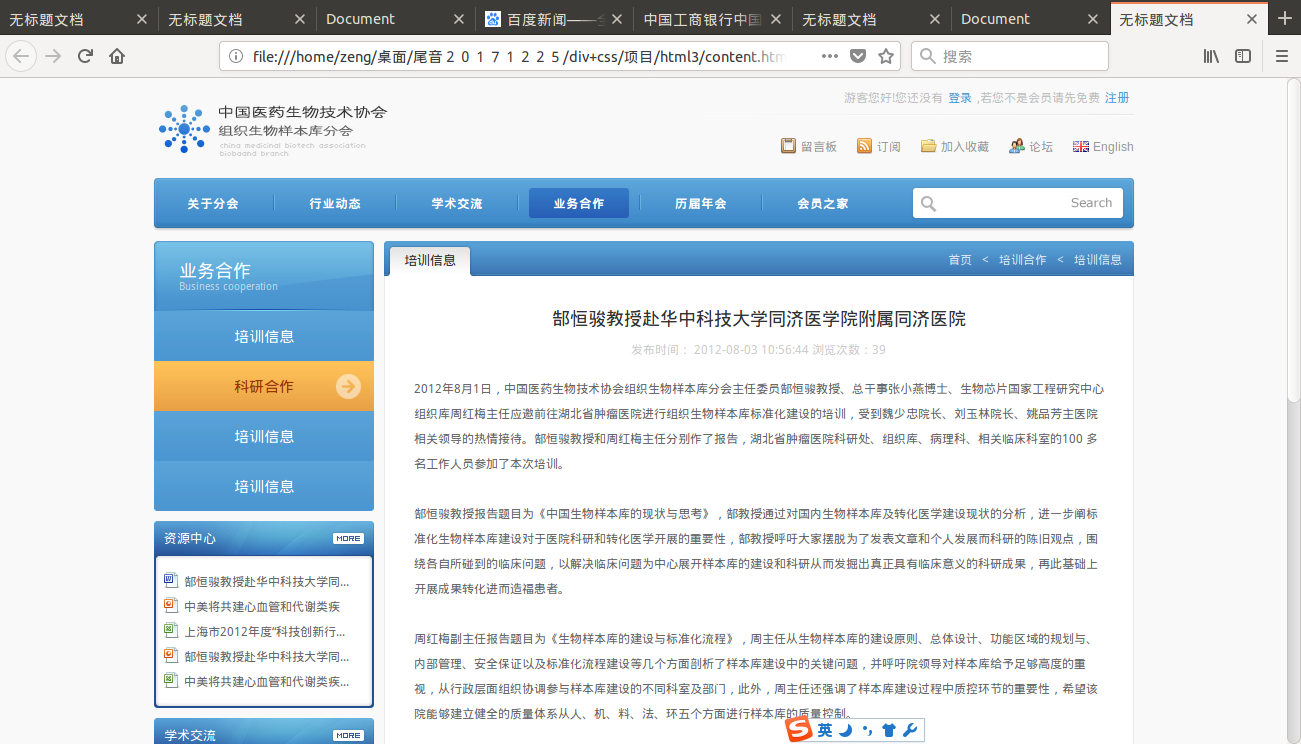 无标题文档
无标题文档
Document
百度新闻——
中国工商银行中国
无标题文档
Document
无标题文档
file:///home/zeng/桌面/尾音２０１７１２２５/div+css/项目/html3/content.htm
搜索
中国医药生物技术协会
组织生物样本库分会
china medicinal biotech association
biobaand branch
游客您好!您还没有 登录 ,若您不是会员请先免费 注册
留言板
订阅
加入收藏
论坛
English
关于分会
行业动态
学术交流
业务合作
历届年会
会员之家
Search
业务合作
Business cooperation
培训信息
科研合作
培训信息
培训信息
资源中心
MORE
郜恒骏教授赴华中科技大学同...
中美将共建心血管和代谢类疾
上海市2012年度“科技创新行...
郜恒骏教授赴华中科技大学同...
中美将共建心血管和代谢类疾...
学术交流
MORE
培训信息
首页 < 培训合作 < 培训信息
郜恒骏教授赴华中科技大学同济医学院附属同济医院
发布时间： 2012-08-03 10:56:44 浏览次数：39
2012年8月1日，中国医药生物技术协会组织生物样本库分会主任委员郜恒骏教授、总干事张小燕博士、生物芯片国家工程研究中心
组织库周红梅主任应邀前往湖北省肿瘤医院进行组织生物样本库标准化建设的培训，受到魏少忠院长、刘玉林院长、姚品芳主医院
相关领导的热情接待。郜恒骏教授和周红梅主任分别作了报告，湖北省肿瘤医院科研处、组织库、病理科、相关临床科室的100 多
名工作人员参加了本次培训。
郜恒骏教授报告题目为《中国生物样本库的现状与思考》，郜教授通过对国内生物样本库及转化医学建设现状的分析，进一步阐标
准化生物样本库建设对于医院科研和转化医学开展的重要性，郜教授呼吁大家摆脱为了发表文章和个人发展而科研的陈旧观点，围
绕各自所碰到的临床问题，以解决临床问题为中心展开样本库的建设和科研从而发掘出真正具有临床意义的科研成果，再此基础上
开展成果转化进而造福患者。
周红梅副主任报告题目为《生物样本库的建设与标准化流程》，周主任从生物样本库的建设原则、总体设计、功能区域的规划与、
内部管理、安全保证以及标准化流程建设等几个方面剖析了样本库建设中的关键问题，并呼吁院领导对样本库给予足够高度的重
视，从行政层面组织协调参与样本库建设的不同科室及部门，此外，周主任还强调了样本库建设过程中质控环节的重要性，希望该
院能够建立健全的质量体系从人、机、料、法、环五个方面进行样本库的质量控制。
英